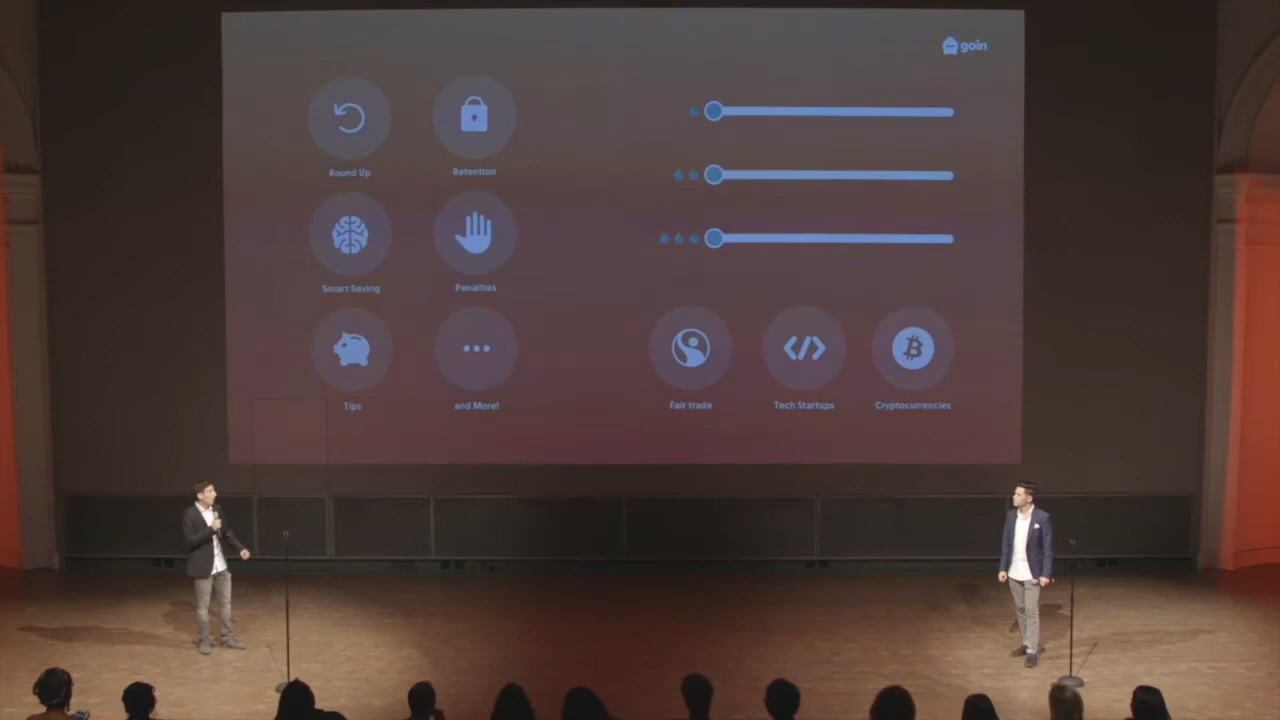 goin
Round Up
Retention
Smart Saving
Penalties
Tips
and More!
Fair trade
Tech Startups
Cryptocurrencies